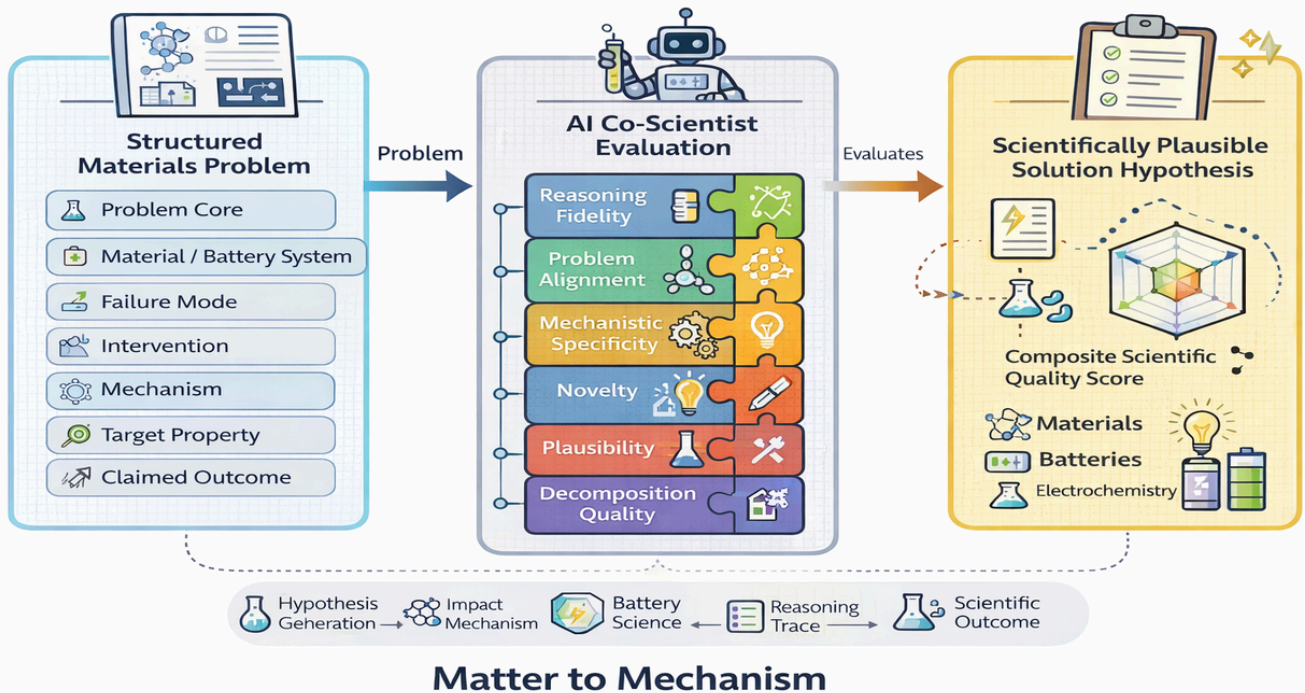 Structured
Materials Problem
Problem Core
Material / Battery System
Failure Mode
Intervention
Mechanism
Target Property
Claimed Outcome
Problem
AI Co-Scientist
Evaluation
Reasoning
Fidelity
Problem
Alignment
Mechanistic
Specificity
Novelty
Plausibility
Decomposition
Quality
Evaluates
Scientifically Plausible
Solution Hypothesis
Composite Scientific
Quality Score
Materials
Batteries
Electrochemistry
Hypothesis
Geheration
Impact
Mechanism
Battery
Science
Reasoning
Trace
Scientific
Outcome
Matter to Mechanism